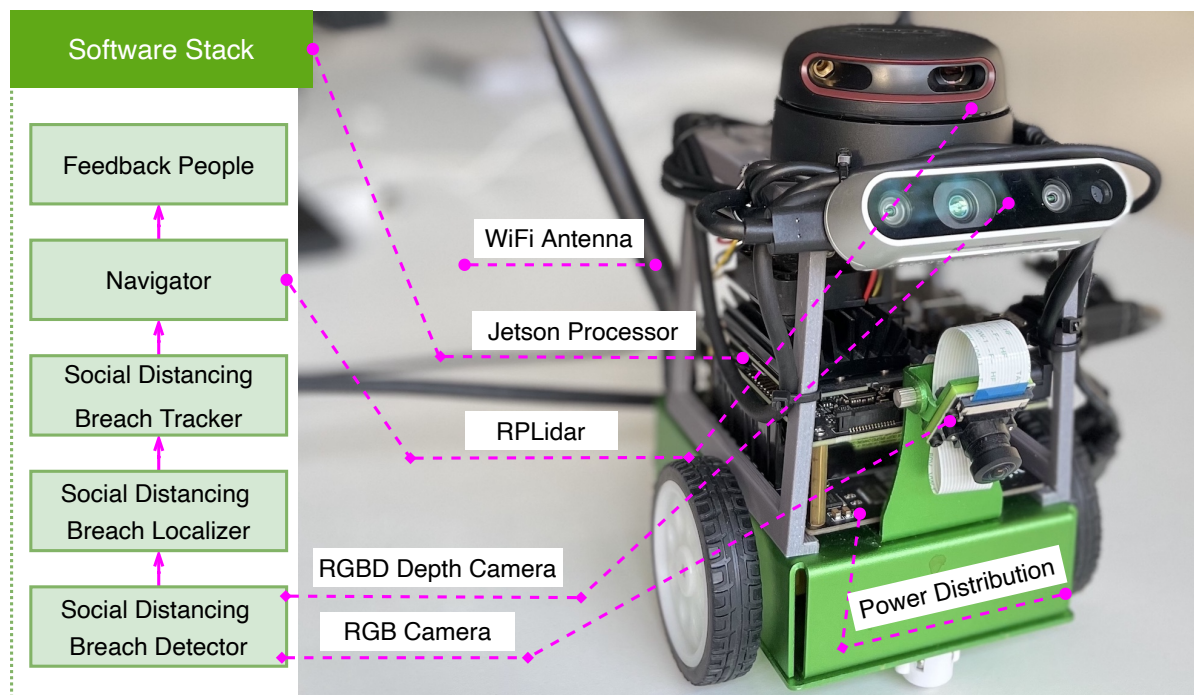 Software Stack
Feedback People
Navigator
Social Distancing
Breach Tracker
Social Distancing
Breach Localizer
Social Distancing
Breach Detector
WiFi Antenna
Jetson Processor
RPLidar
RGBD Depth Camera
RGB Camera
Power Distribution